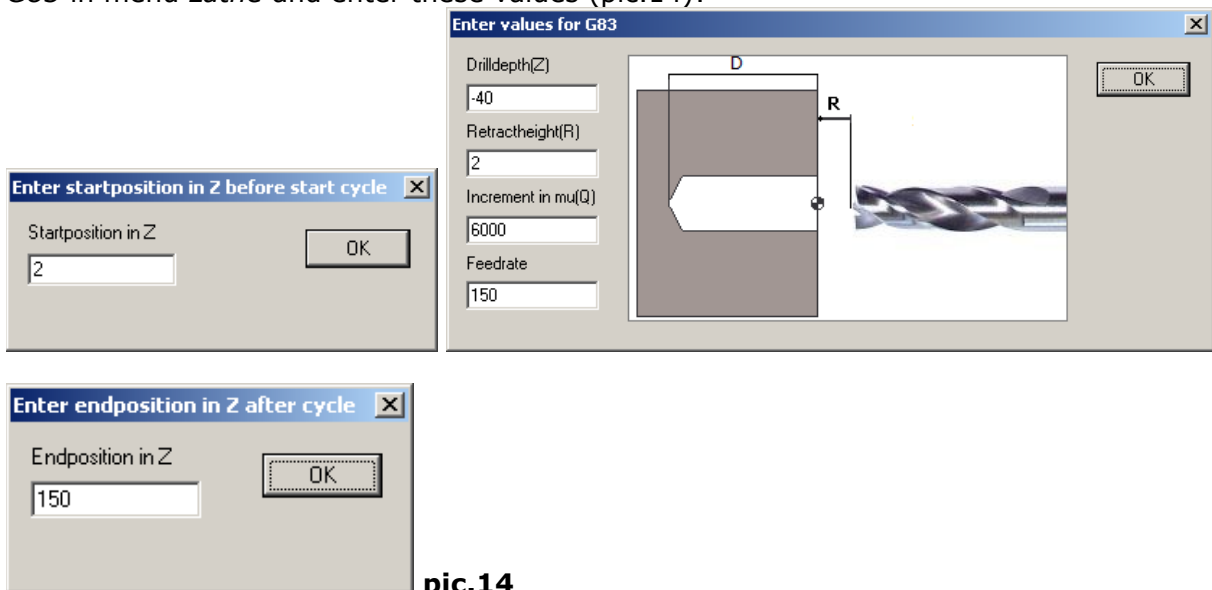 G83 in menu Lathe and enter these values (pic.14).
Enter values for G83
Drilldepth(Z)
-40
Retractheight(R)
2
Increment in mu(Q)
6000
Feedrate
150
D
R
OK
Enter startposition in Z before start cycle
Startposition in Z
2
OK
Enter endposition in Z after cycle
Endposition in Z
150
OK
pic.14